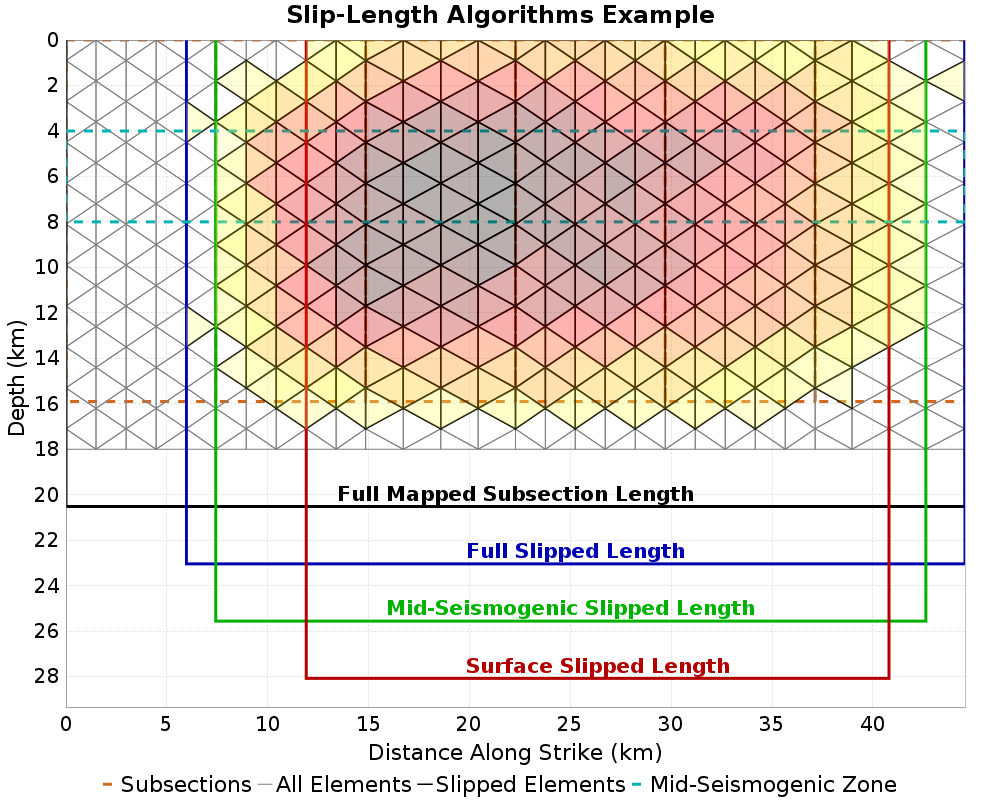 Slip-Length Algorithms Example
0
2
4
6
8
10
12
14
16
18
20
22
24
26
28
Depth (km)
Full Mapped Subsection Length
Full Slipped Length
Mid-Seismogenic Slipped Length
Surface Slipped Length
0 5 10 15 20 25 30 35 40
Distance Along Strike (km)
Subsections All Elements Slipped Elements Mid-Seismogenic Zone